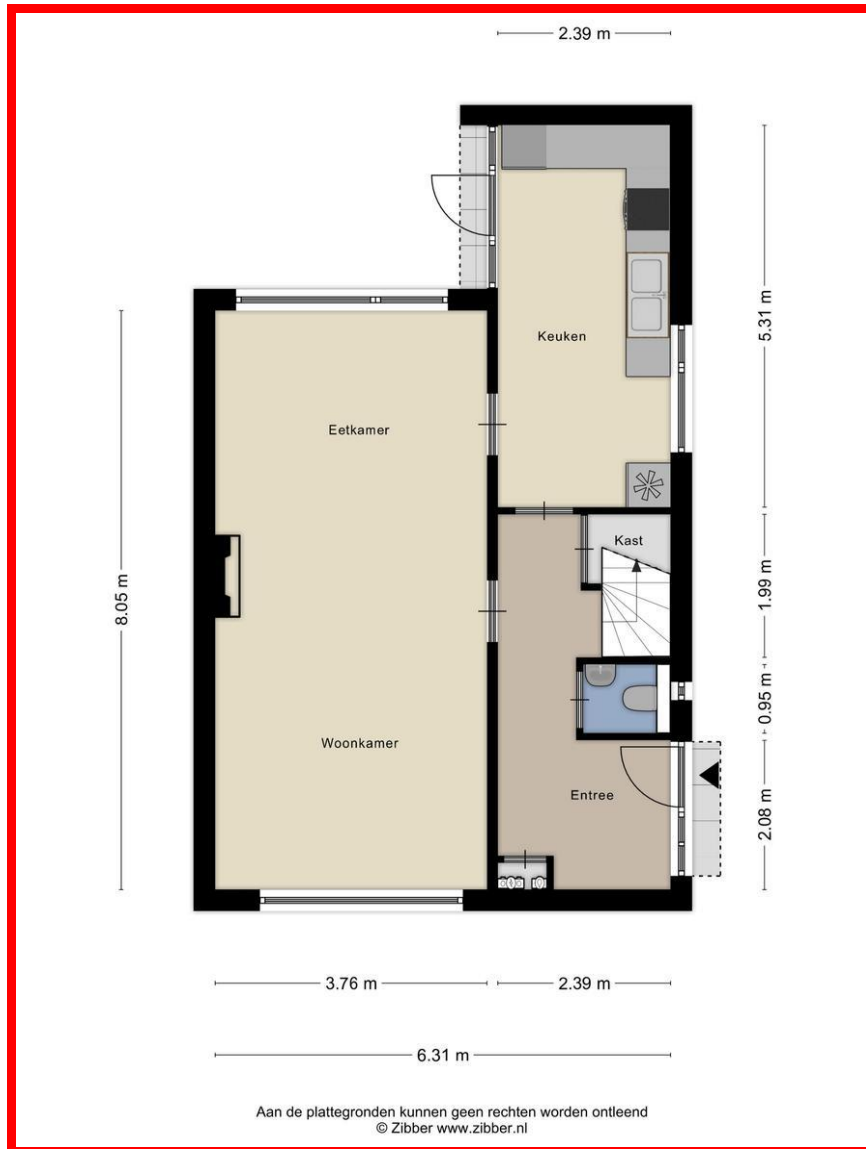 2.39 m
5.31 m
Keuken
Eetkamer
Kast
1.99 m
8.05 m
0.95 m
Woonkamer
Entree
2.08 m
3.76 m
2.39 m
6.31 m
Aan de plattegronden kunnen geen rechten worden ontleend
© Zibber www.zibber.nl